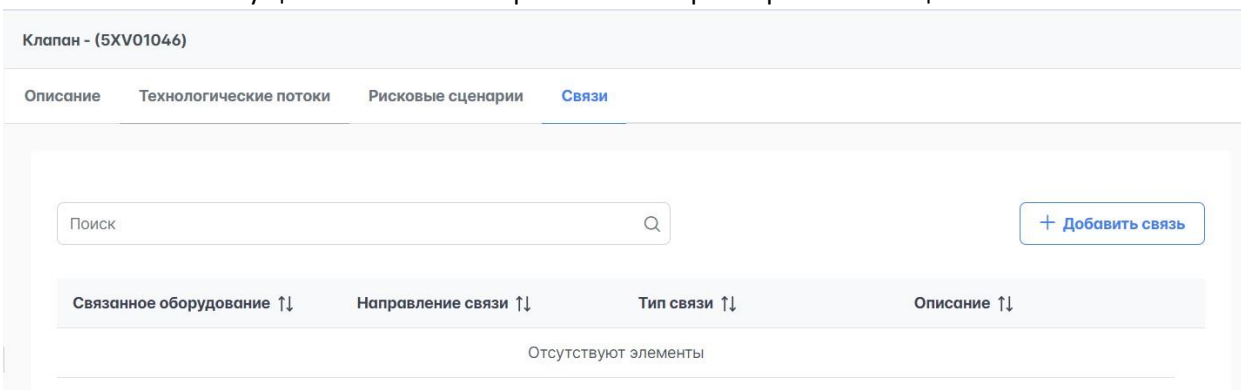 Клапан - (5XV01046)
Описание Технологические потоки Рисковые сценарии Связи
Поиск
+ Добавить связь
Связанное оборудование ↑↓ Направление связи ↑↓ Тип связи ↑↓ Описание ↑↓
Отсутствуют элементы